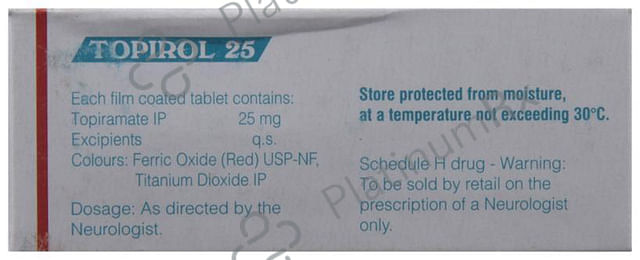 TOPIROL 25
Each film coated tablet contains:
Topiramate IP 25 mg
Excipients q.s.
Colours: Ferric Oxide (Red) USP-NF,
Titanium Dioxide IP
Dosage: As directed by the
Neurologist.
Store protected from moisture,
at a temperature not exceeding 30°C.
Schedule H drug - Warning:
To be sold by retail on the
prescription of a Neurologist
only.
PlatinumRx